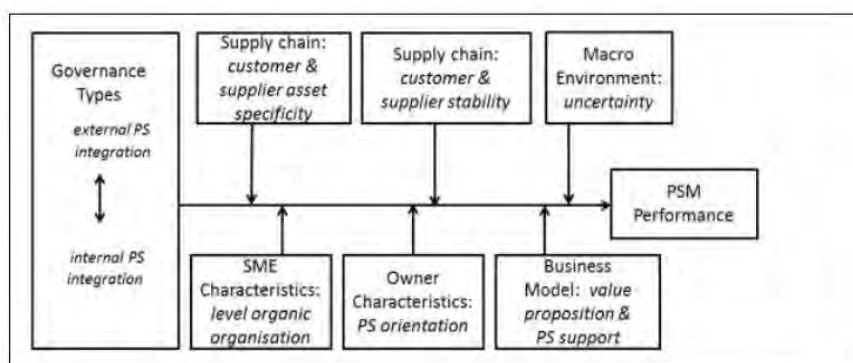 Governance
Types
external PS
integration
internal PS
integration
Supply chain:
customer &
supplier asset
specificity
Supply chain:
customer &
supplier stability
Macro
Environment:
uncertainty
PSM
Performance
SME
Characteristics:
level organic
organisation
Owner
Characteristics:
PS orientation
Business
Model: value
proposition &
PS support